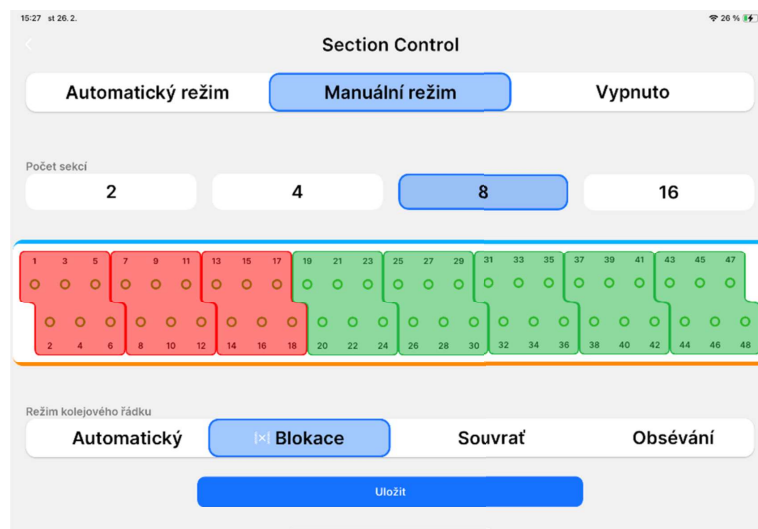 15:27 st 26. 2.
26 %
Section Control
Automatický režim Manuální režim Vypnuto
Počet sekcí
2 4 8 16
1 3 5 7 9 11 13 15 17 19 21 23 25 27 29 31 33 35 37 39 41 43 45 47
2 4 6 8 10 12 14 16 18 20 22 24 26 28 30 32 34 36 38 40 42 44 46 48
Režim kolejového řádku
Automatický Blokace Souvrať Obsévání
Uložit